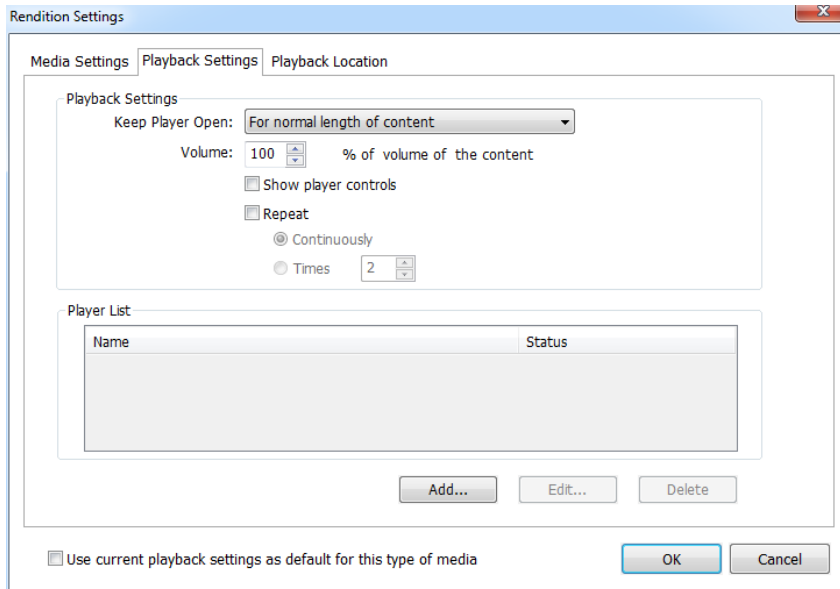 Rendition Settings
X
Media Settings Playback Settings Playback Location
Playback Settings
Keep Player Open: For normal length of content
Volume: 100 % of volume of the content
Show player controls
Repeat
Continuously
Times 2
Player List
Name Status
Add... Edit... Delete
Use current playback settings as default for this type of media OK Cancel